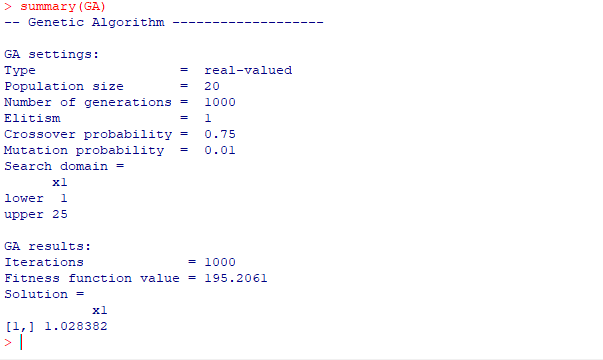 > summary(GA)
-- Genetic Algorithm -------------------
GA settings:
Type                  =  real-valued
Population size       =  20
Number of generations =  1000
Elitism               =  1
Crossover probability =  0.75
Mutation probability  =  0.01
Search domain =
      x1
lower  1
upper 25
GA results:
Iterations             = 1000
Fitness function value = 195.2061
Solution =
           x1
[1,] 1.028382
>